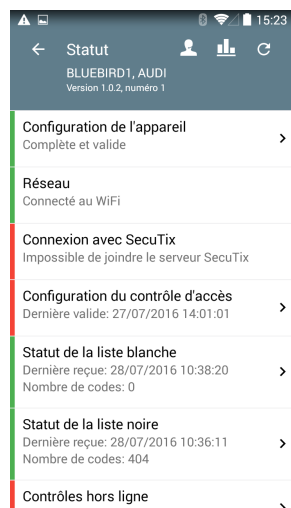 15:23
Statut
BLUEBIRD1, AUDI
Version 1.0.2, numéro 1
Configuration de l'appareil
Complète et valide
Réseau
Connecté au WiFi
Connexion avec SecuTix
Impossible de joindre le serveur SecuTix
Configuration du contrôle d'accès
Dernière valide: 27/07/2016 14:01:01
Statut de la liste blanche
Dernière reçue: 28/07/2016 10:38:20
Nombre de codes: 0
Statut de la liste noire
Dernière reçue: 28/07/2016 10:36:11
Nombre de codes: 404
Contrôles hors ligne